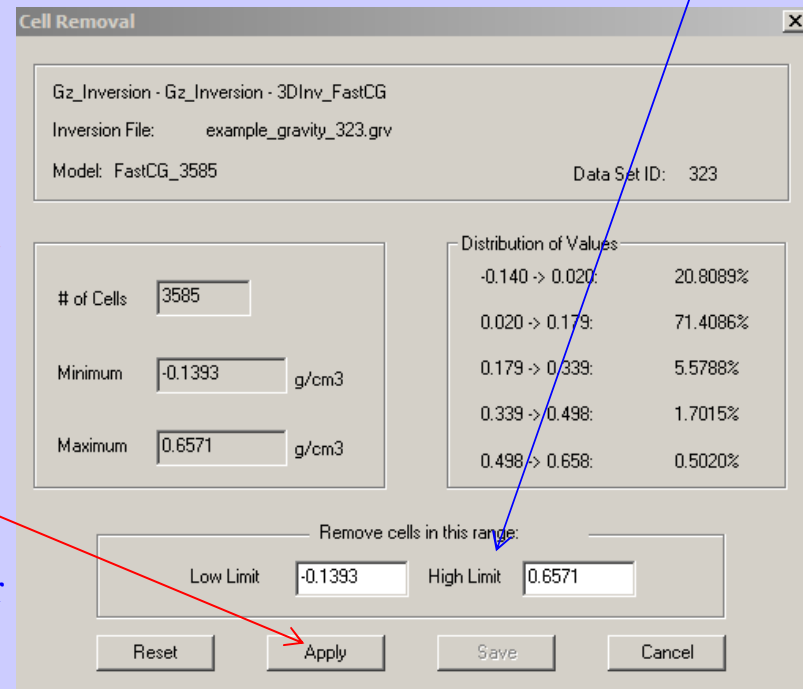 Cell Removal
Gz_Inversion - Gz_Inversion - 3DInv_FastCG
Inversion File: example_gravity_323.grv
Model: FastCG_3585 Data Set ID: 323
# of Cells 3585
Minimum -0.1393 g/cm3
Maximum 0.6571 g/cm3
Distribution of Values
-0.140 -> 0.020: 20.8089%
0.020 -> 0.179: 71.4086%
0.179 -> 0.339: 5.5788%
0.339 -> 0.498: 1.7015%
0.498 -> 0.658: 0.5020%
Remove cells in this range:
Low Limit -0.1393 High Limit 0.6571
Reset Apply Save Cancel